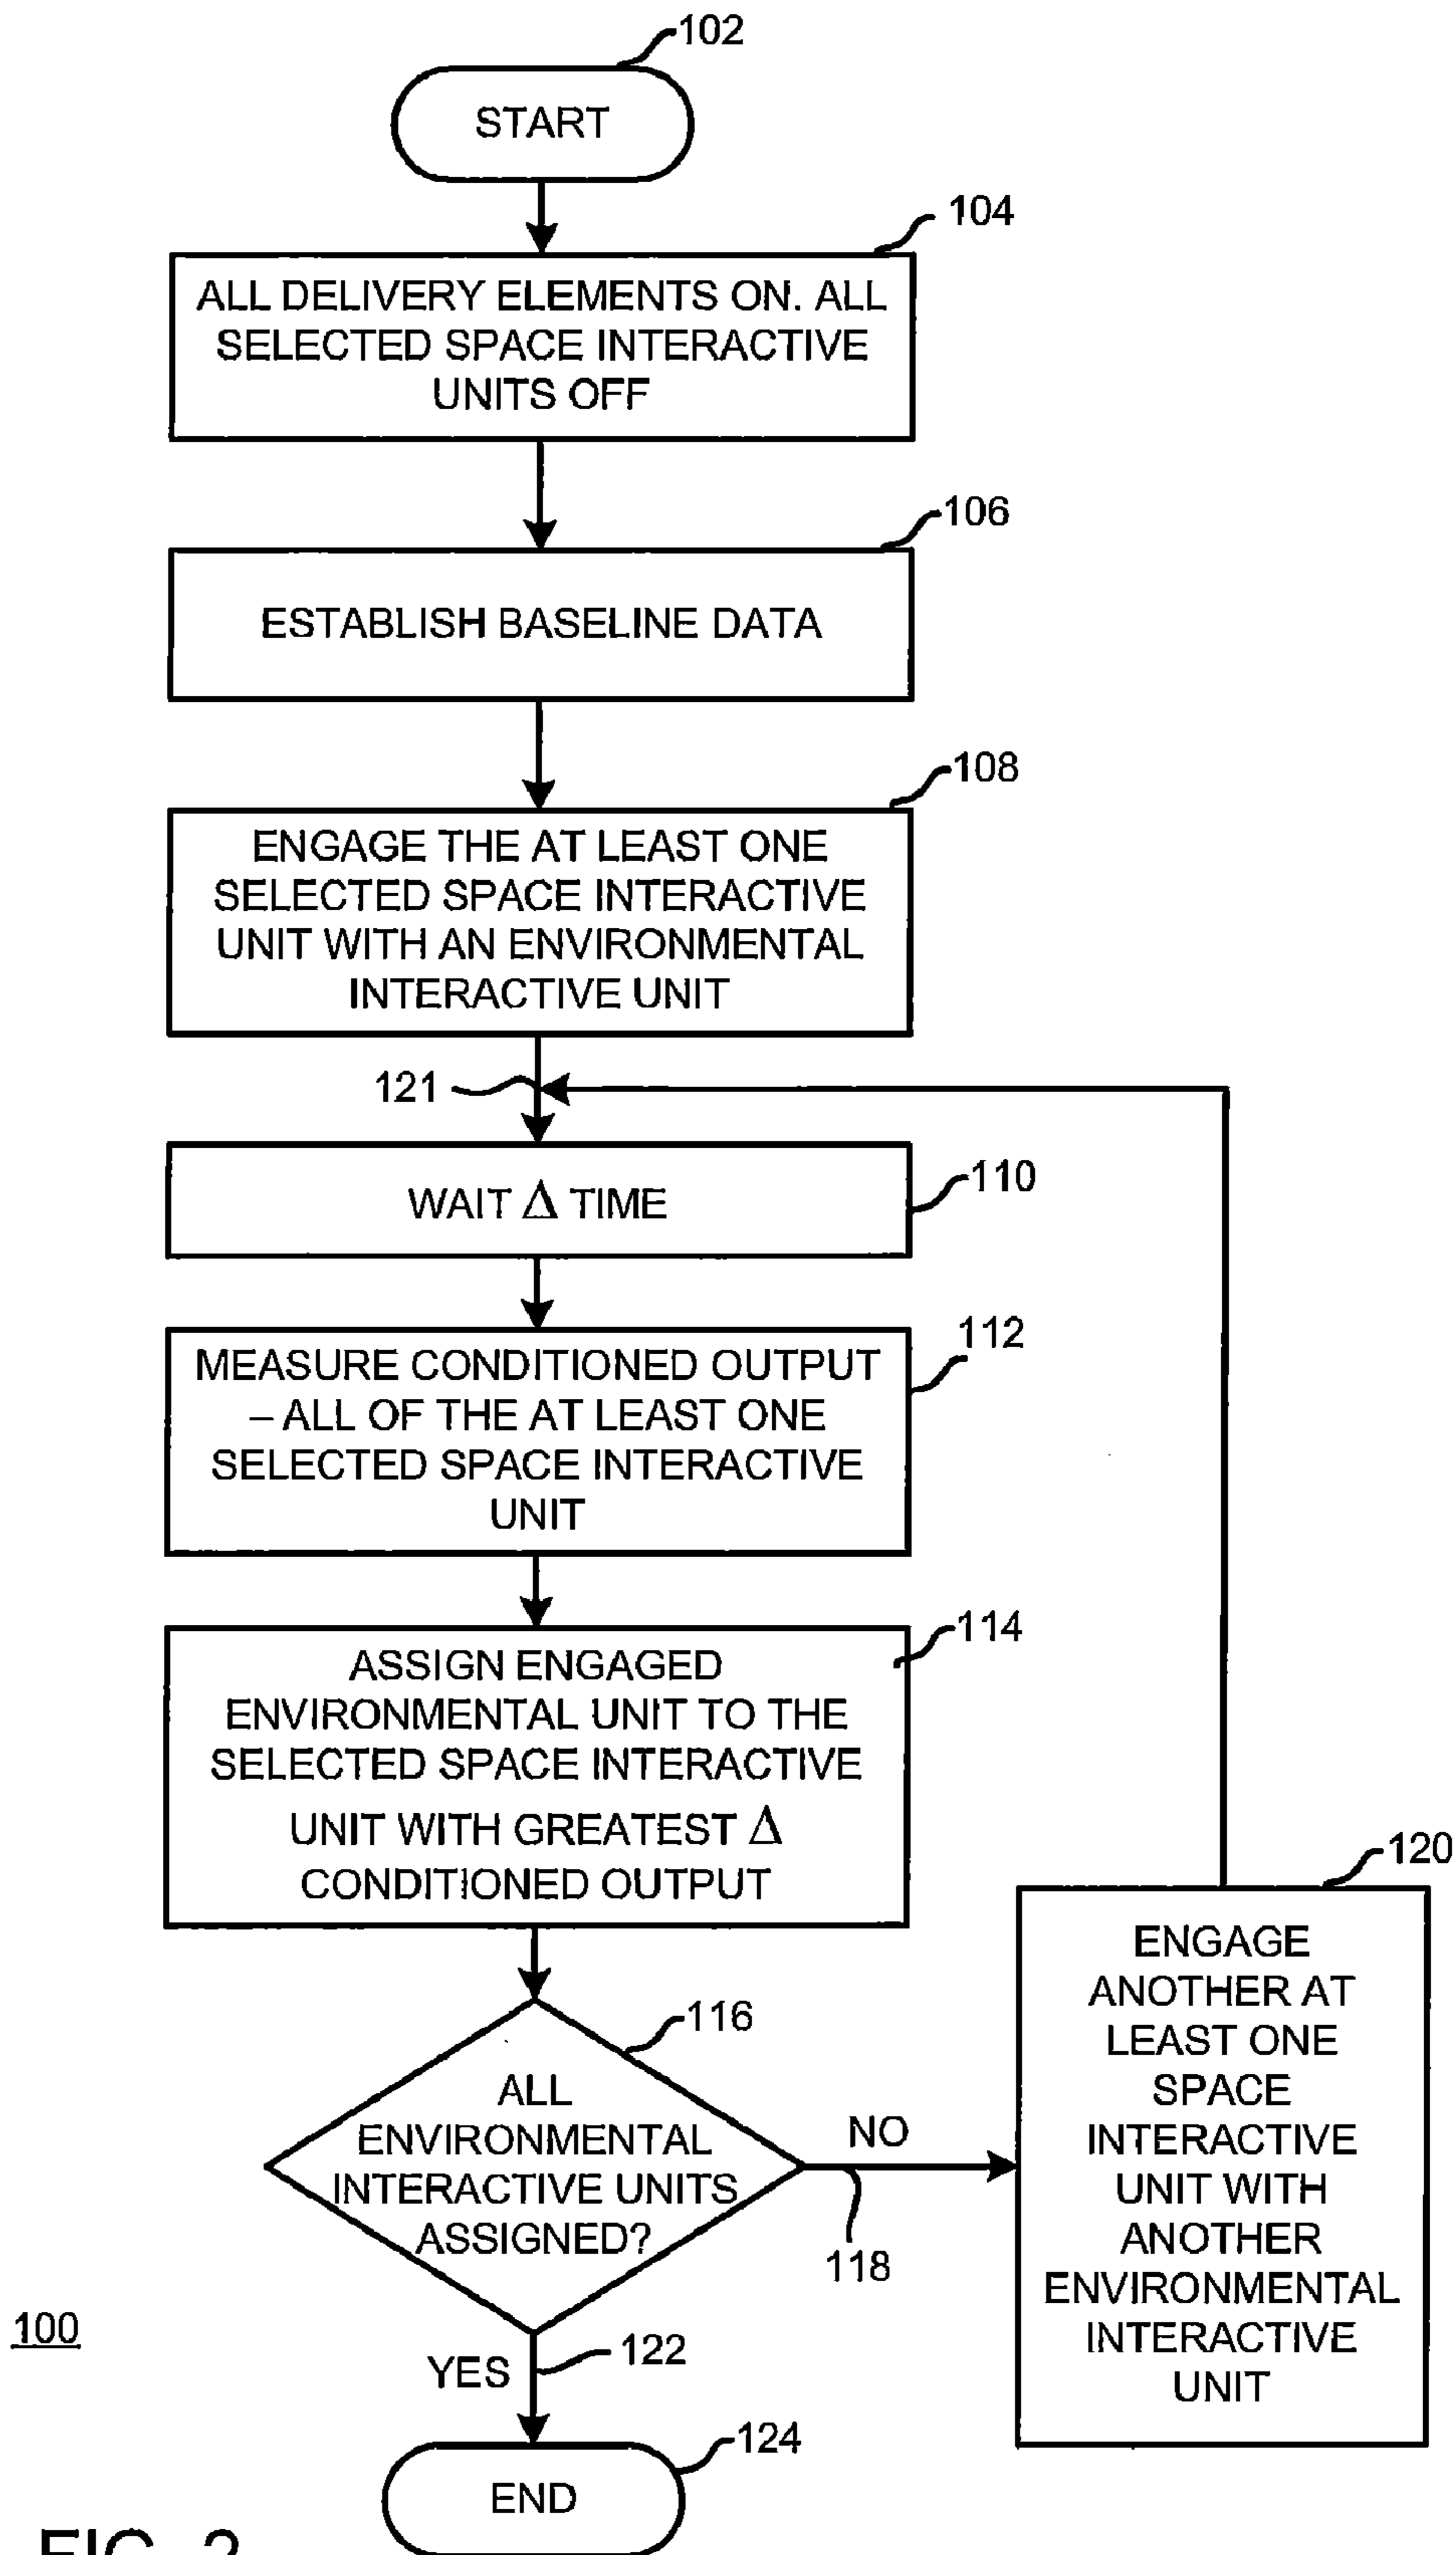 102
START
104
ALL DELIVERY ELEMENTS ON. ALL
SELECTED SPACE INTERACTIVE
UNITS OFF
106
ESTABLISH BASELINE DATA
108
ENGAGE THE AT LEAST ONE
SELECTED SPACE INTERACTIVE
UNIT WITH AN ENVIRONMENTAL
INTERACTIVE UNIT
121
WAIT Δ TIME
110
MEASURE CONDITIONED OUTPUT
– ALL OF THE AT LEAST ONE
SELECTED SPACE INTERACTIVE
UNIT
112
ASSIGN ENGAGED
ENVIRONMENTAL UNIT TO THE
SELECTED SPACE INTERACTIVE
UNIT WITH GREATEST Δ
CONDITIONED OUTPUT
114
ALL
ENVIRONMENTAL
INTERACTIVE UNITS
ASSIGNED?
116
NO
118
120
ENGAGE
ANOTHER AT
LEAST ONE
SPACE
INTERACTIVE
UNIT WITH
ANOTHER
ENVIRONMENTAL
INTERACTIVE
UNIT
100
YES
122
124
END
FIG. 2